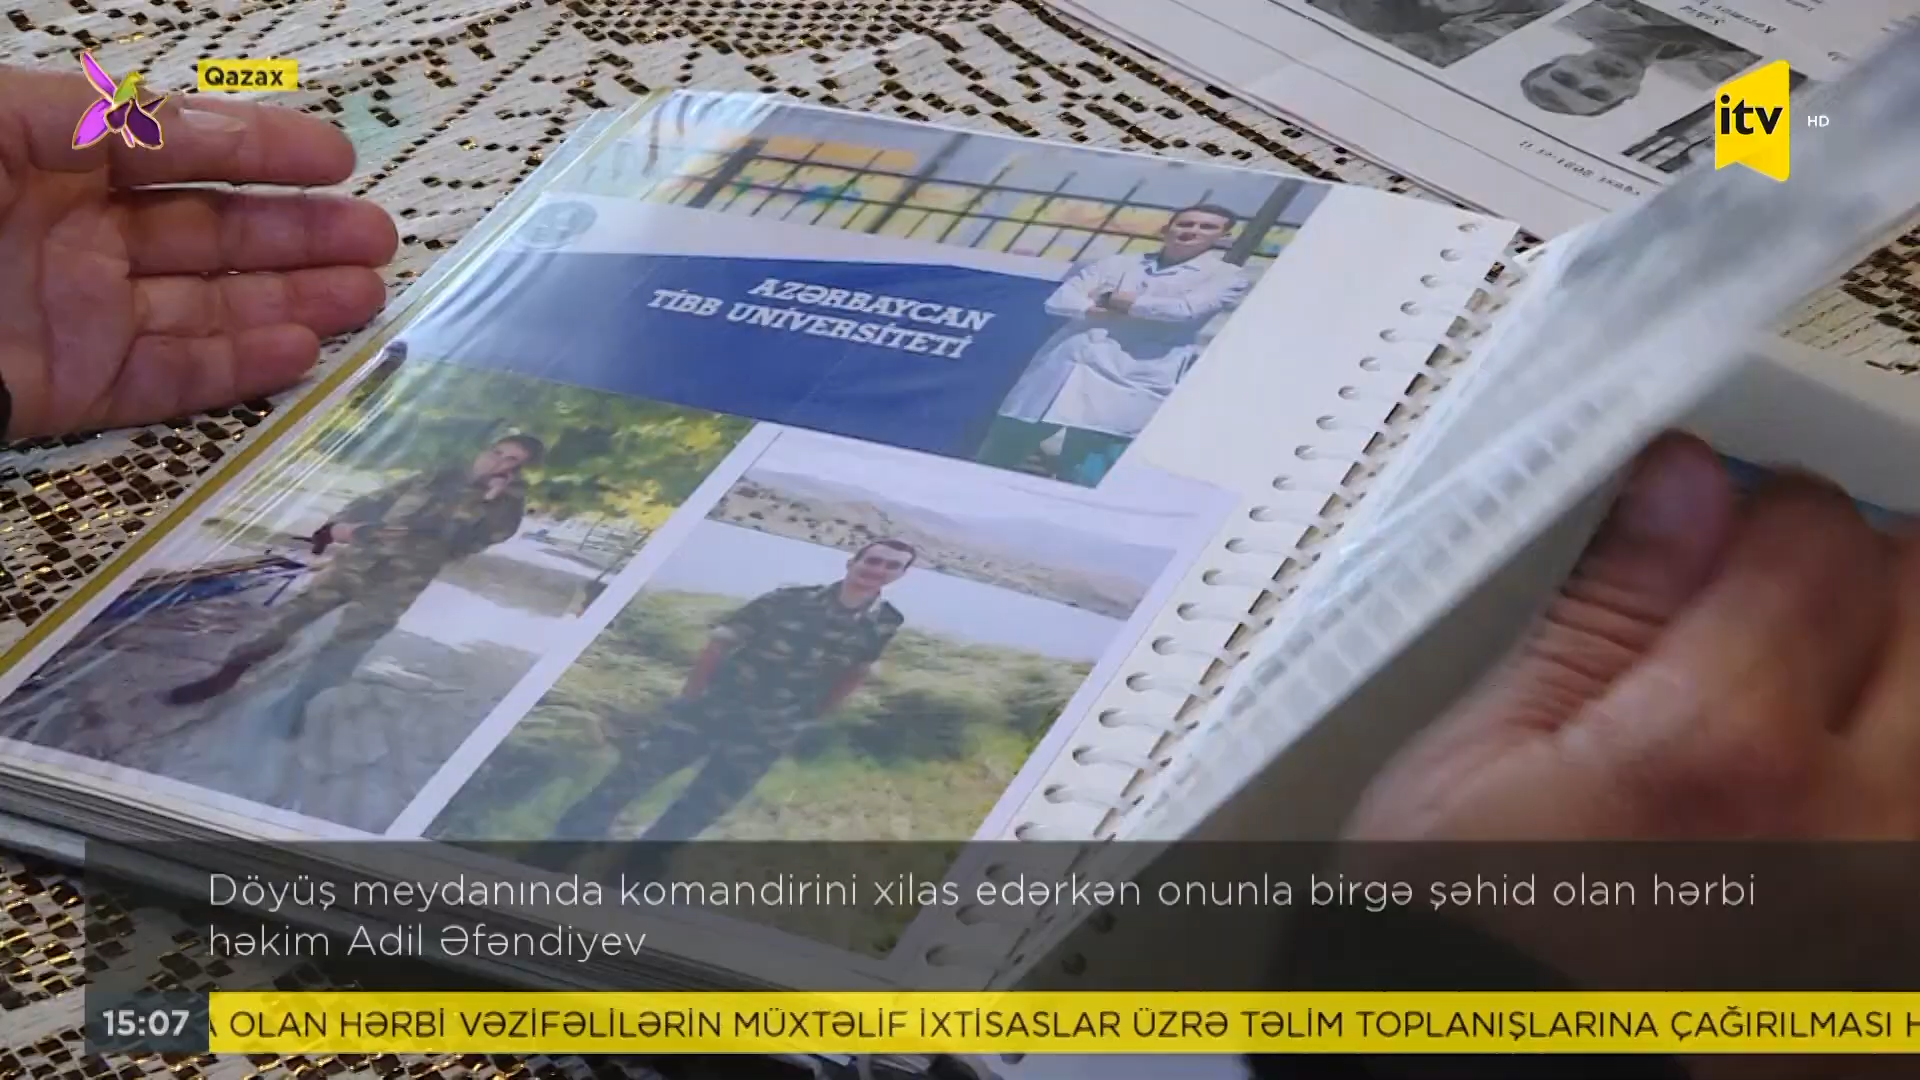 Qazax
itv
HD
AZƏRBAYCAN
TİBB UNİVERSİTETİ
Döyüş meydanında komandirini xilas edərkən onunla birgə şəhid olan hərbi
həkim Adil Əfəndiyev
15:07
OLAN HƏRBİ VƏZİFƏLİLƏRİN MÜXTƏLİF İXTİSASLAR ÜZRƏ TƏLİM TOPLANIŞLARINA ÇAĞIRILMASI